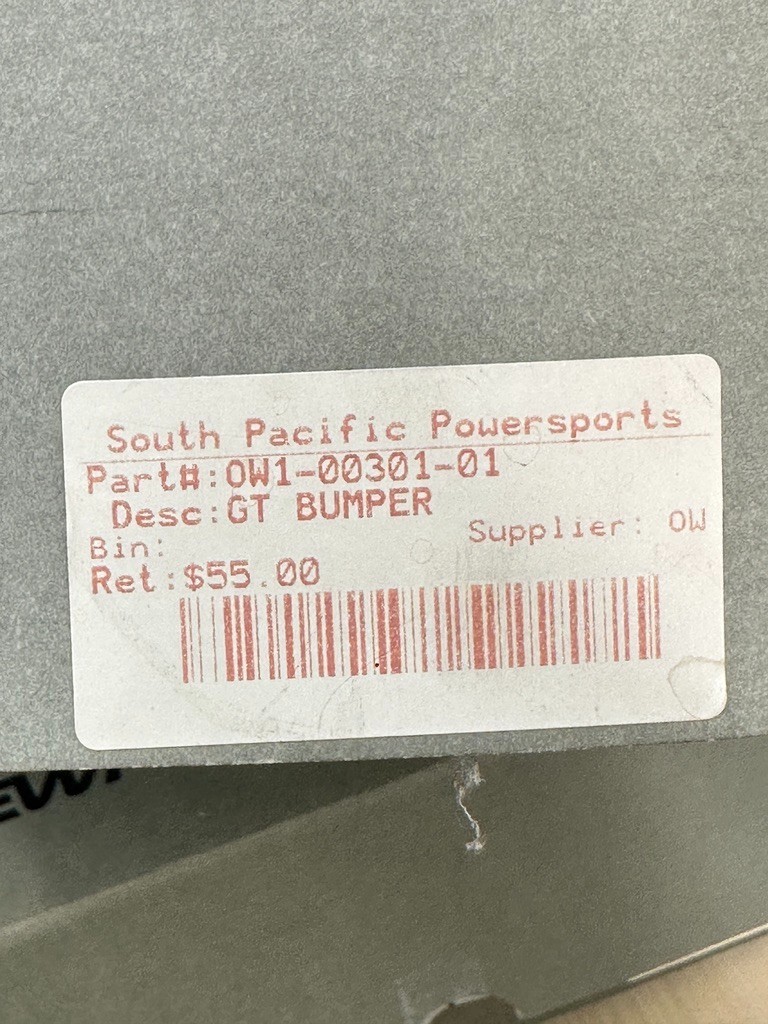 South Pacific Powersports
Part#:OW1-00301-01
Desc:GT BUMPER
Bin:
Supplier: OW
Ret:$55.00